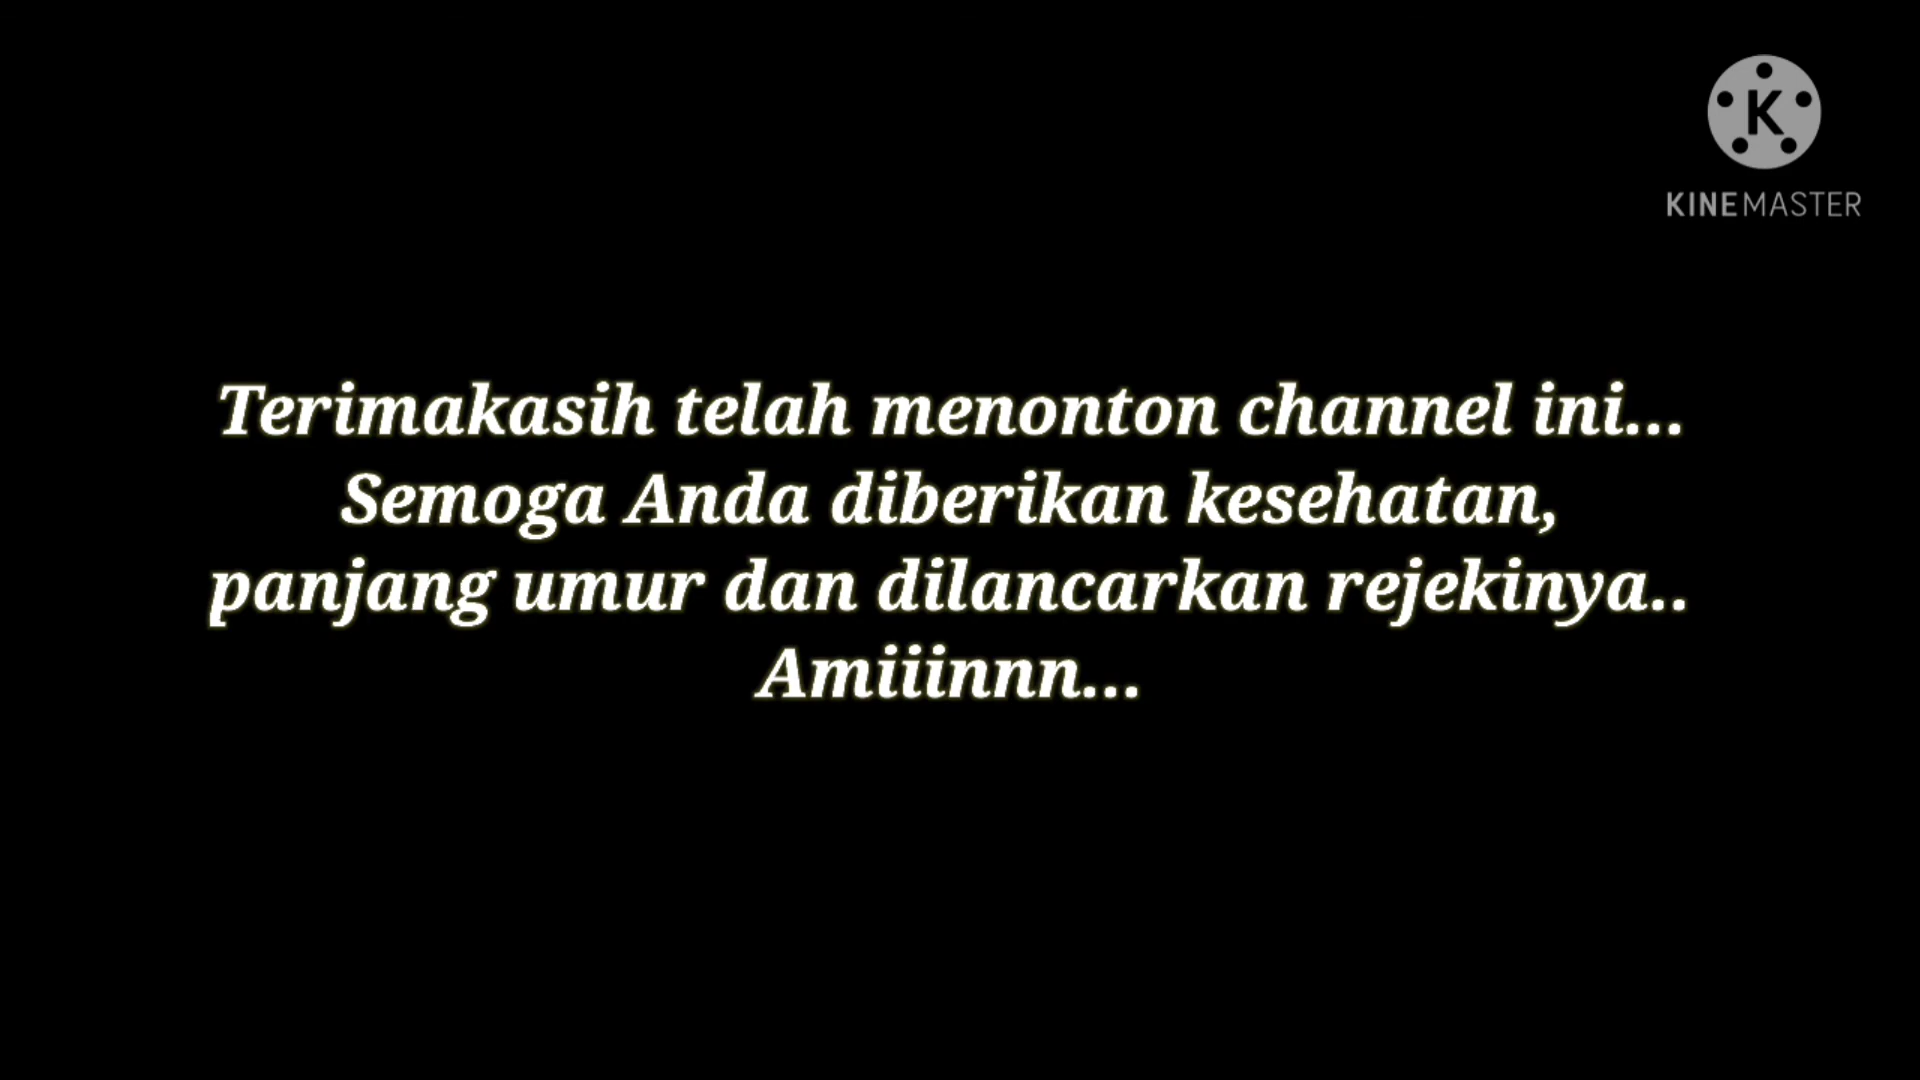 K
KINEMASTER
Terimakasih telah menonton channel ini...
Semoga Anda diberikan kesehatan,
panjang umur dan dilancarkan rejekinya..
Amiiinnn...